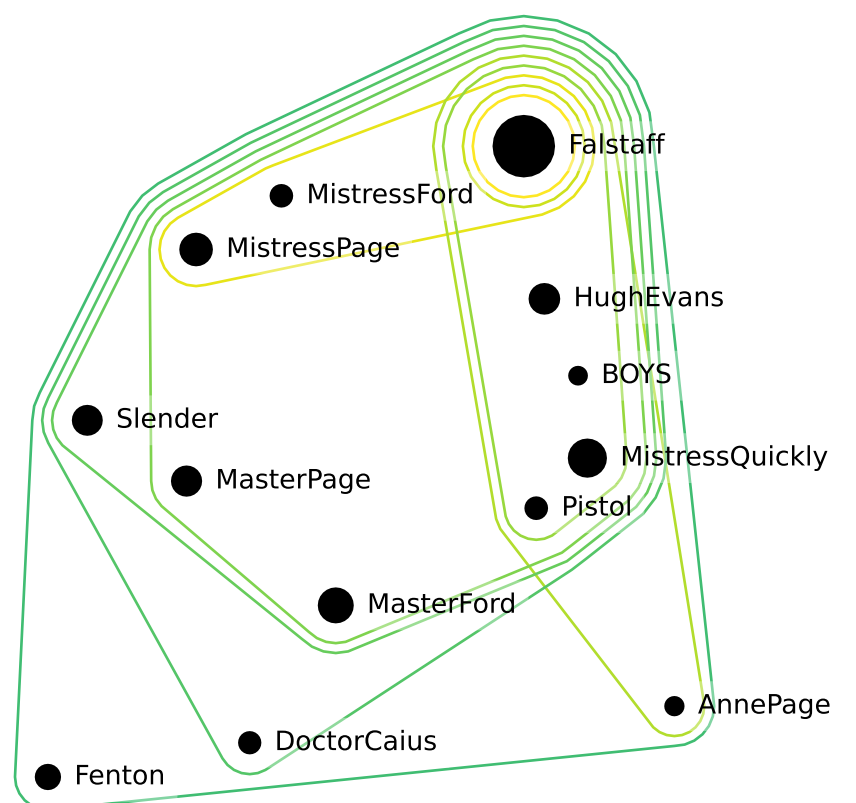 Falstaff
MistressFord
MistressPage
HughEvans
BOYS
Slender
MistressQuickly
MasterPage
Pistol
MasterFord
AnnePage
DoctorCaius
Fenton